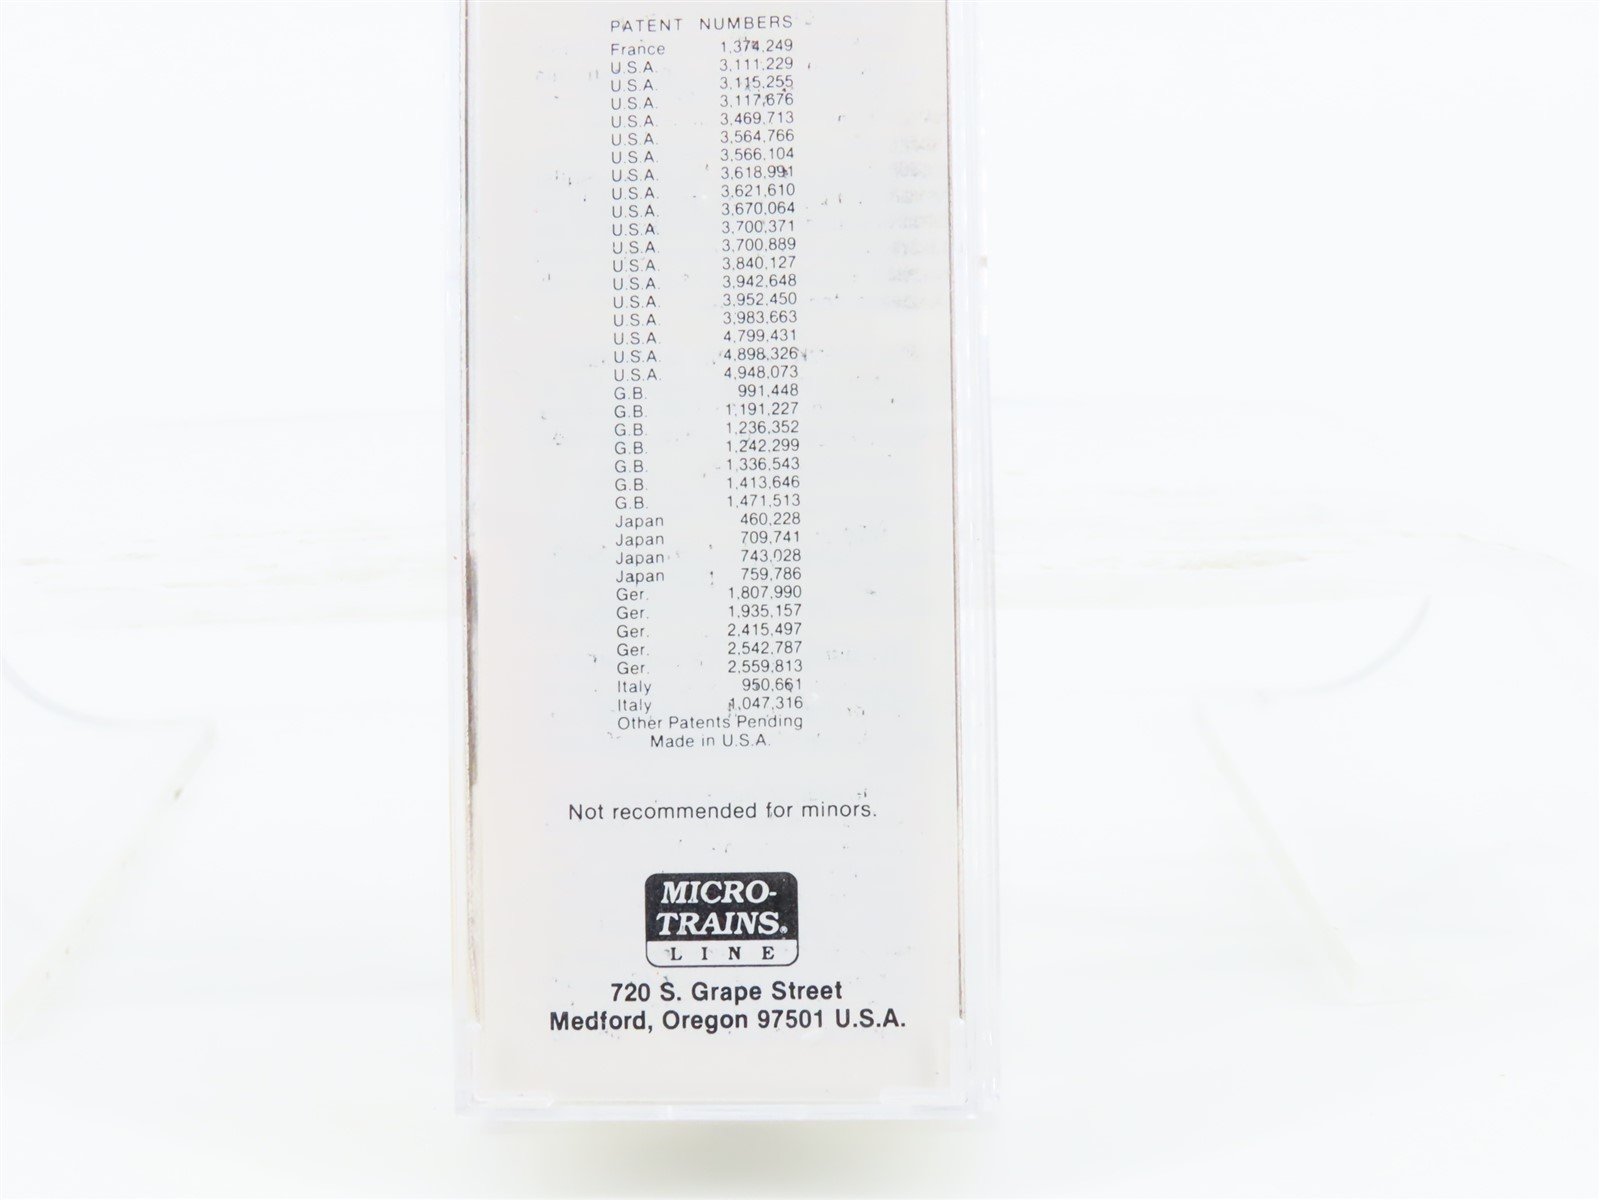 PATENT NUMBERS
France 1,374,249
U.S.A. 3,111,229
U.S.A. 3,115,255
U.S.A. 3,117,676
U.S.A. 3,469,713
U.S.A. 3,564,766
U.S.A. 3,566,104
U.S.A. 3,618,991
U.S.A. 3,621,610
U.S.A. 3,670,064
U.S.A. 3,700,371
U.S.A. 3,700,889
U.S.A. 3,840,127
U.S.A. 3,942,648
U.S.A. 3,952,450
U.S.A. 3,983,663
U.S.A. 4,799,431
U.S.A. 4,898,326
U.S.A. 4,948,073
G.B. 991,448
G.B. 1,191,227
G.B. 1,236,352
G.B. 1,242,299
G.B. 1,336,543
G.B. 1,413,646
G.B. 1,471,513
Japan 460,228
Japan 709,741
Japan 743,028
Japan 759,786
Ger. 1,807,990
Ger. 1,935,157
Ger. 2,415,497
Ger. 2,542,787
Ger. 2,559,813
Italy 950,661
Italy 1,047,316
Other Patents Pending
Made in U.S.A.
Not recommended for minors.
MICRO-
TRAINS®
LINE
720 S. Grape Street
Medford, Oregon 97501 U.S.A.